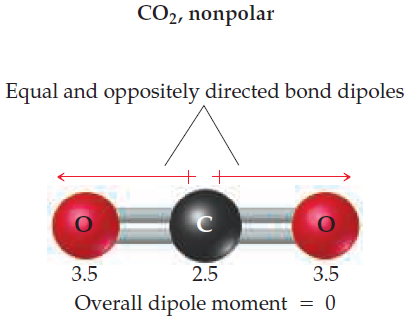 CO₂, nonpolar
Equal and oppositely directed bond dipoles
O C O
3.5 2.5 3.5
Overall dipole moment = 0